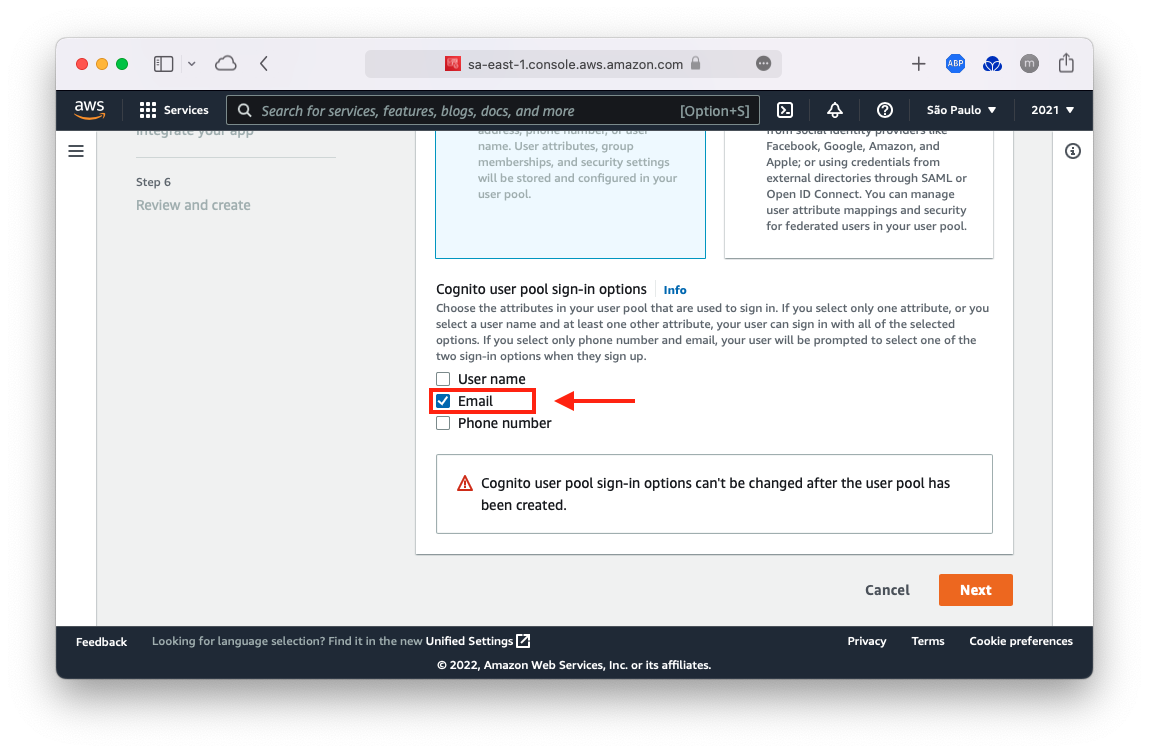 sa-east-1.console.aws.amazon.com
ABP
m
aws
Services
Search for services, features, blogs, docs, and more
[Option+S]
São Paulo
2021
Integrate your app
Step 6
Review and create
address, phone number, or user
name. User attributes, group
memberships, and security settings
will be stored and configured in your
user pool.
from social identity providers like
Facebook, Google, Amazon, and
Apple; or using credentials from
external directories through SAML or
Open ID Connect. You can manage
user attribute mappings and security
for federated users in your user pool.
Cognito user pool sign-in options
Info
Choose the attributes in your user pool that are used to sign in. If you select only one attribute, or you
select a user name and at least one other attribute, your user can sign in with all of the selected
options. If you select only phone number and email, your user will be prompted to select one of the
two sign-in options when they sign up.
User name
Email
Phone number
Cognito user pool sign-in options can't be changed after the user pool has
been created.
Cancel
Next
Feedback
Looking for language selection? Find it in the new Unified Settings
Privacy
Terms
Cookie preferences
© 2022, Amazon Web Services, Inc. or its affiliates.